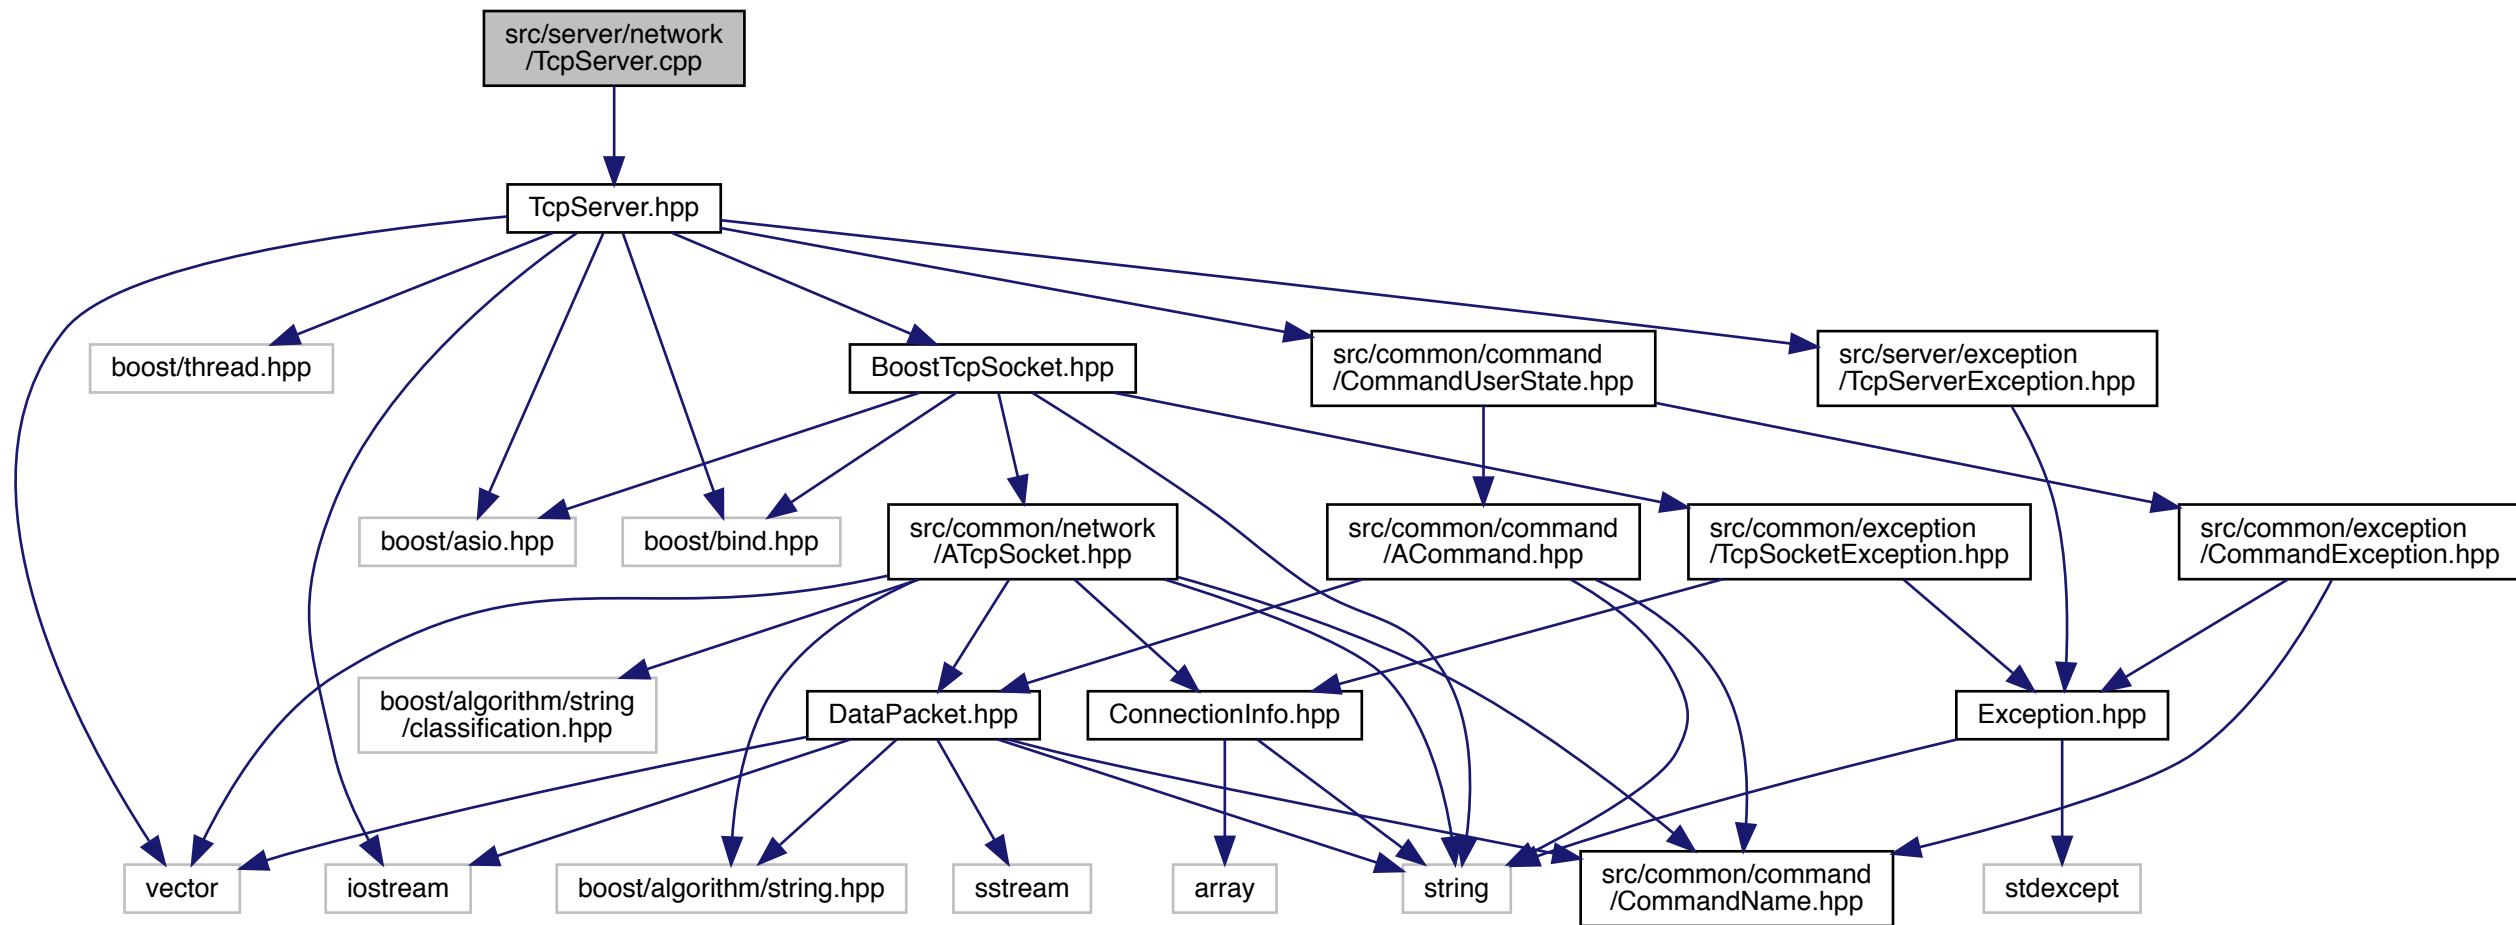 src/server/network
/TcpServer.cpp
TcpServer.hpp
boost/thread.hpp
BoostTcpSocket.hpp
src/common/command
/CommandUserState.hpp
src/server/exception
/TcpServerException.hpp
boost/asio.hpp
boost/bind.hpp
src/common/network
/ATcpSocket.hpp
src/common/command
/ACommand.hpp
src/common/exception
/TcpSocketException.hpp
src/common/exception
/CommandException.hpp
boost/algorithm/string
/classification.hpp
DataPacket.hpp
ConnectionInfo.hpp
Exception.hpp
vector
iostream
boost/algorithm/string.hpp
sstream
array
string
src/common/command
/CommandName.hpp
stdexcept